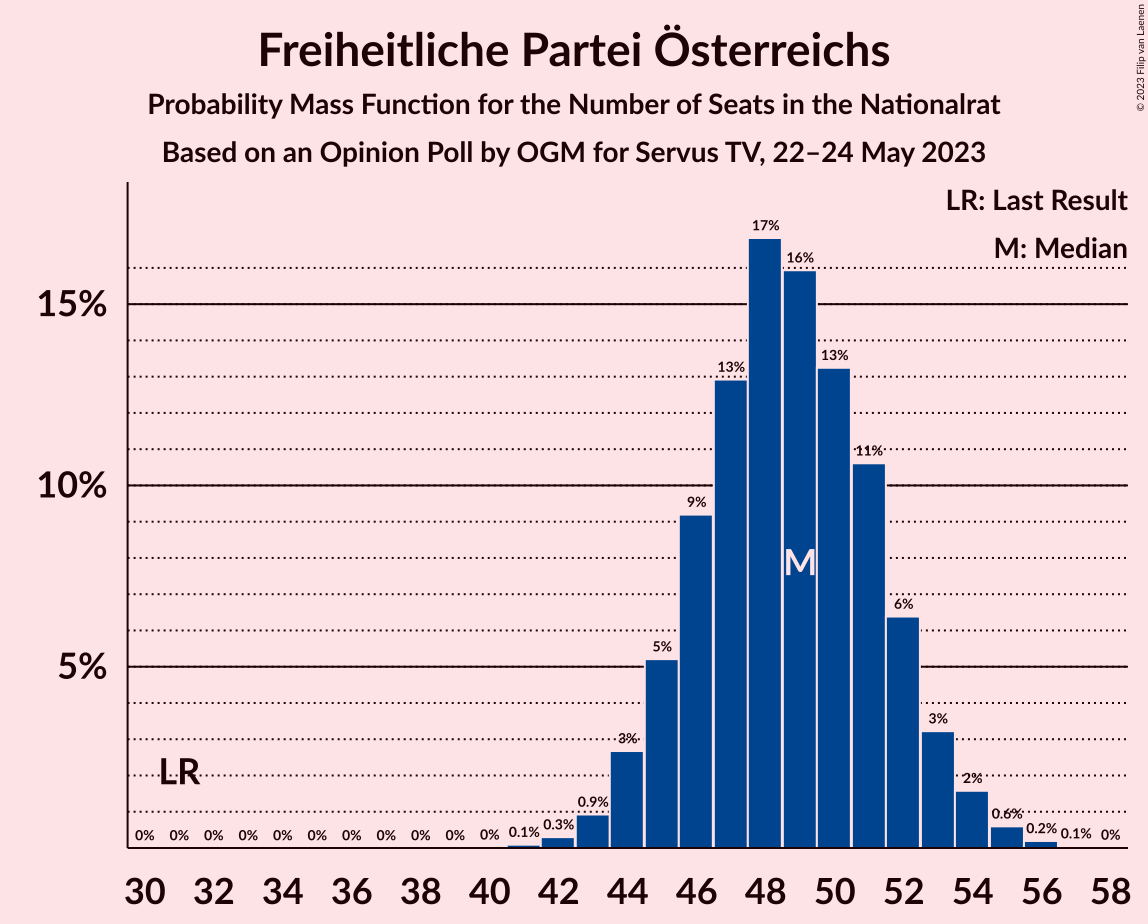 Freiheitliche Partei Österreichs
Probability Mass Function for the Number of Seats in the Nationalrat
Based on an Opinion Poll by OGM for Servus TV, 22–24 May 2023
© 2023 Filip van Laenen
LR: Last Result
M: Median
17%
16%
15%
13%
13%
11%
10%
9%
M
6%
5%
5%
3%
3%
LR
2%
0.9%
0.6%
0% 0% 0% 0% 0% 0% 0% 0% 0% 0% 0% 0.1% 0.3% 0.2% 0.1% 0%
30 32 34 36 38 40 42 44 46 48 50 52 54 56 58